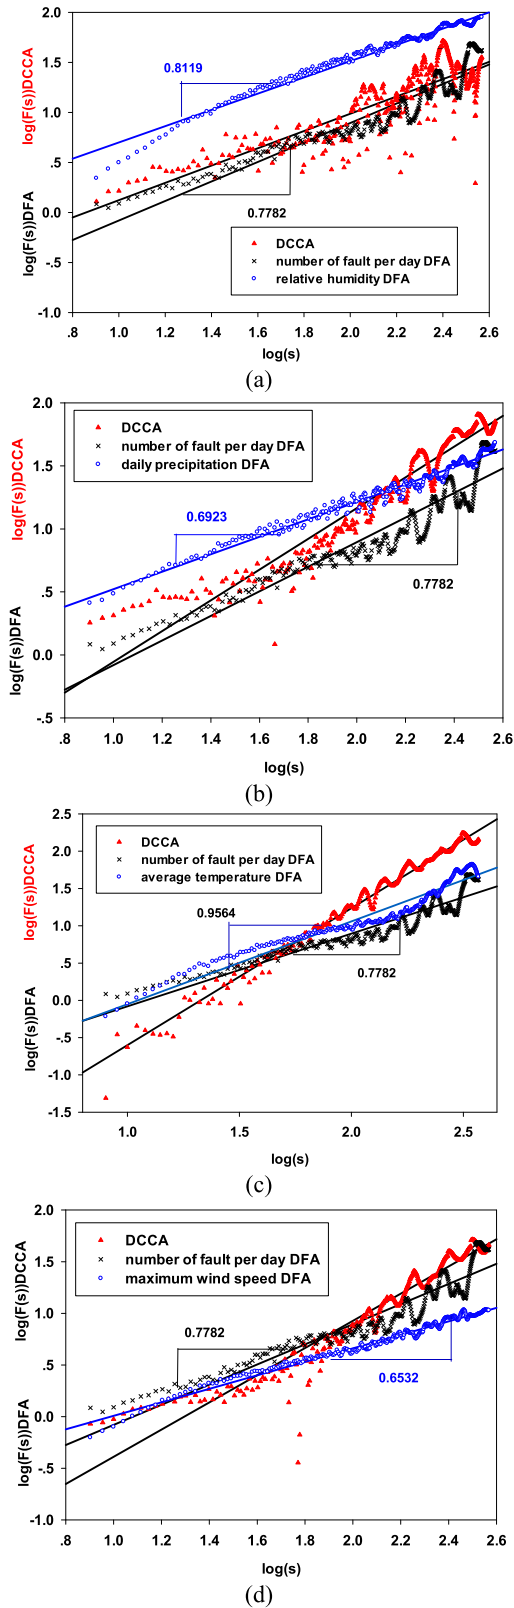 2.0
1.5
1.0
.5
0.0
-.5
-1.0
log(F(s))DFA log(F(s))DCCA
0.8119
0.7782
DCCA
number of fault per day DFA
relative humidity DFA
.8 1.0 1.2 1.4 1.6 1.8 2.0 2.2 2.4 2.6
log(s)
(a)
2.0
1.5
1.0
.5
0.0
-.5
log(F(s))DFA log(F(s))DCCA
DCCA
number of fault per day DFA
daily precipitation DFA
0.6923
0.7782
.8 1.0 1.2 1.4 1.6 1.8 2.0 2.2 2.4 2.6
log(s)
(b)
2.5
2.0
1.5
1.0
.5
0.0
-.5
-1.0
-1.5
log(F(s))DFA log(F(s))DCCA
DCCA
number of fault per day DFA
average temperature DFA
0.9564
0.7782
1.0 1.5 2.0 2.5
log(s)
(c)
2.0
1.5
1.0
.5
0.0
-.5
-1.0
log(F(s))DFA log(F(s))DCCA
DCCA
number of fault per day DFA
maximum wind speed DFA
0.7782
0.6532
.8 1.0 1.2 1.4 1.6 1.8 2.0 2.2 2.4 2.6
log(s)
(d)